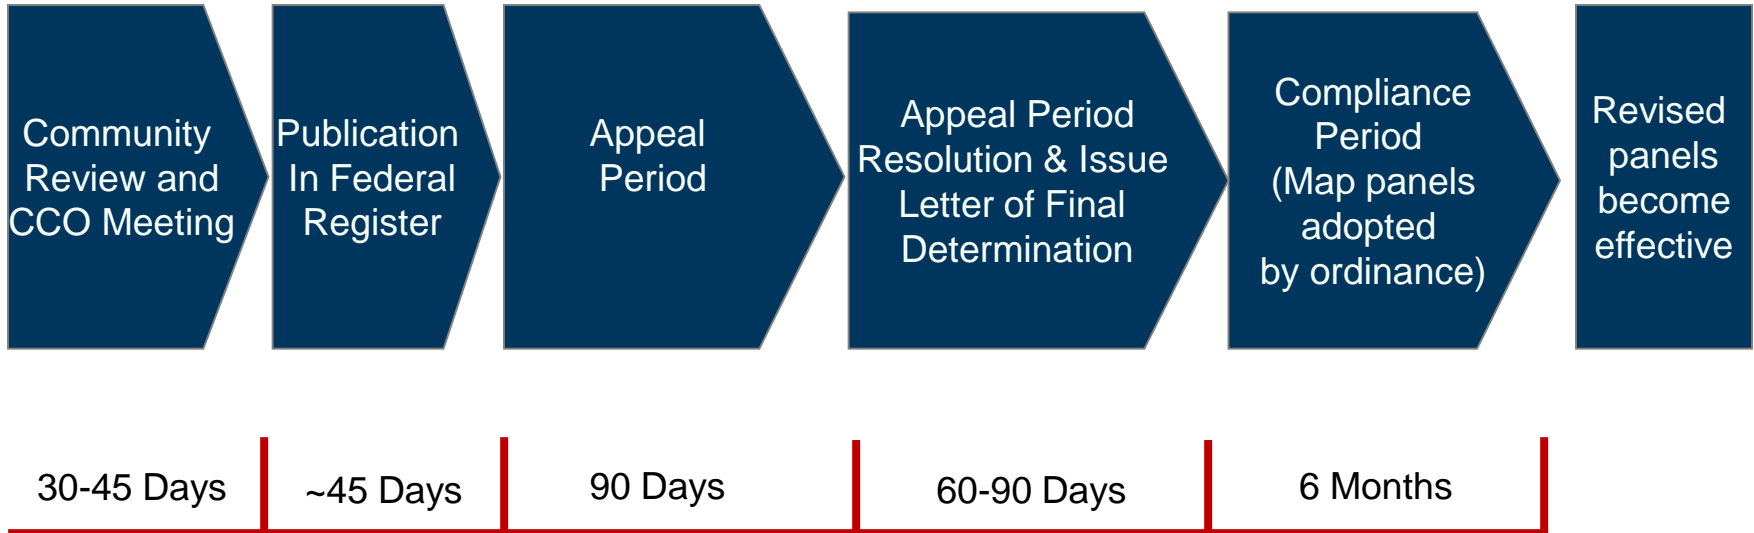 Community
Review and
CCO Meeting
Publication
In Federal
Register
Appeal
Period
Appeal Period
Resolution & Issue
Letter of Final
Determination
Compliance
Period
(Map panels
adopted
by ordinance)
Revised
panels
become
effective
30-45 Days
~45 Days
90 Days
60-90 Days
6 Months